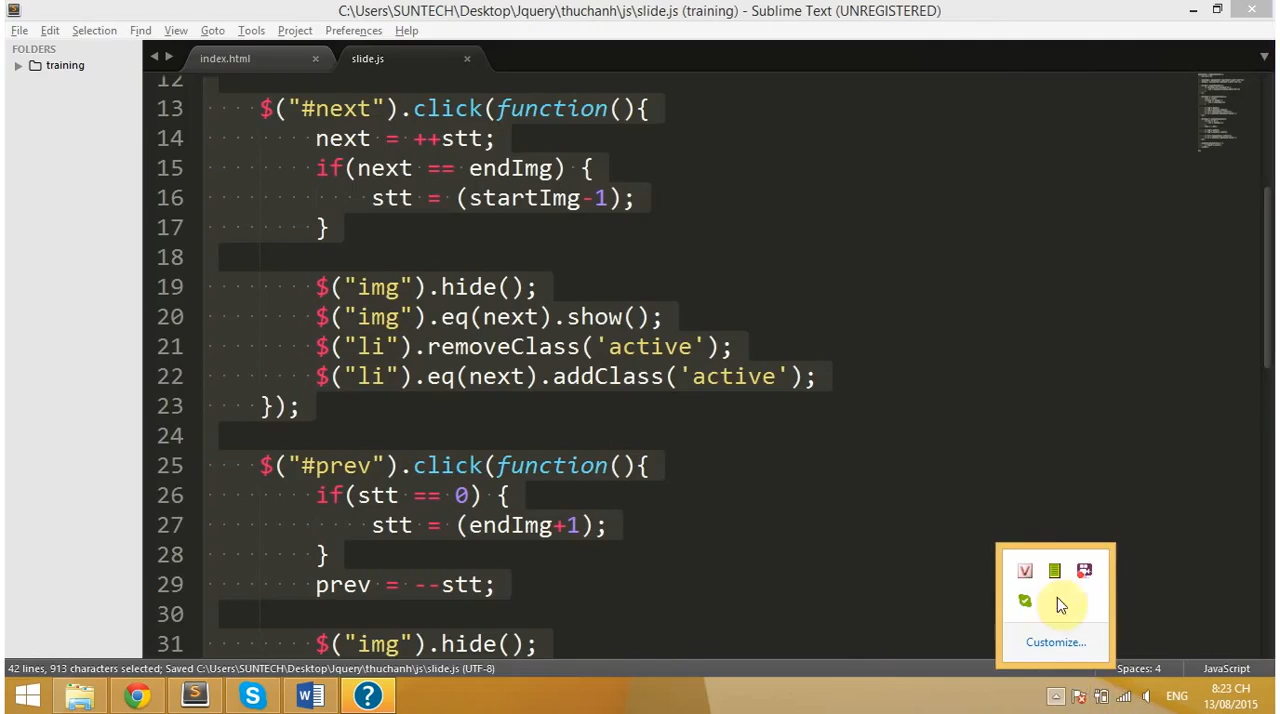 C:\Users\SUNTECH\Desktop\Jquery\thuchanh\js\slide.js (training) - Sublime Text (UNREGISTERED)
File Edit Selection Find View Goto Tools Project Preferences Help
FOLDERS
training
index.html
slide.js
12
13 $("#next").click(function(){
14 next = ++stt;
15 if(next == endImg) {
16 stt = (startImg-1);
17 }
18
19 $("img").hide();
20 $("img").eq(next).show();
21 $("li").removeClass('active');
22 $("li").eq(next).addClass('active');
23 });
24
25 $("#prev").click(function(){
26 if(stt == 0) {
27 stt = (endImg+1);
28 }
29 prev = --stt;
30
31 $("img").hide();
Customize...
42 lines, 913 characters selected; Saved C:\Users\SUNTECH\Desktop\Jquery\thuchanh\js\slide.js (UTF-8)
Spaces: 4
JavaScript
ENG
8:23 CH
13/08/2015